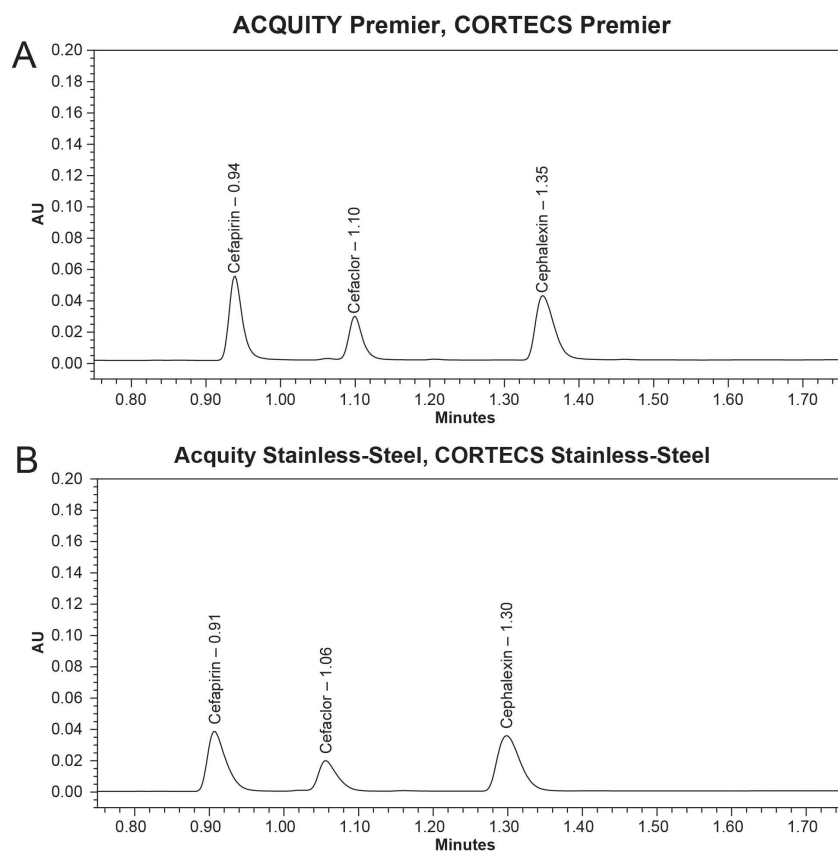 ACQUITY Premier, CORTECS Premier
A
0.20
0.18
0.16
0.14
0.12
0.10
0.08
0.06
0.04
0.02
0.00
AU
Cefapirin – 0.94
Cefaclor – 1.10
Cephalexin – 1.35
0.80 0.90 1.00 1.10 1.20 1.30 1.40 1.50 1.60 1.70
Minutes
B
Acquity Stainless-Steel, CORTECS Stainless-Steel
0.20
0.18
0.16
0.14
0.12
0.10
0.08
0.06
0.04
0.02
0.00
AU
Cefapirin – 0.91
Cefaclor – 1.06
Cephalexin – 1.30
0.80 0.90 1.00 1.10 1.20 1.30 1.40 1.50 1.60 1.70
Minutes